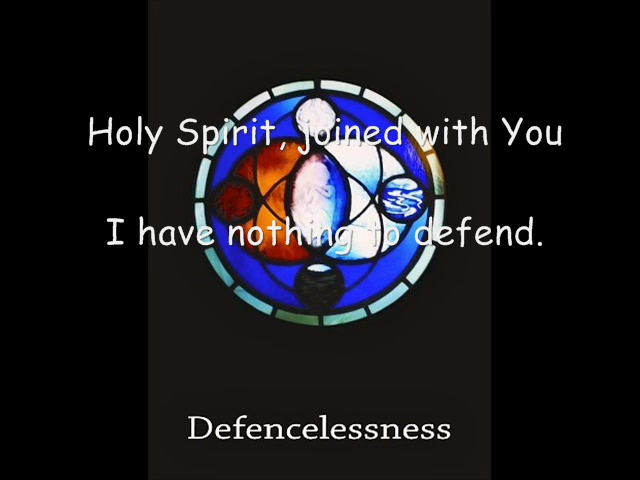 Holy Spirit, joined with You
I have nothing to defend.
Defencelessness